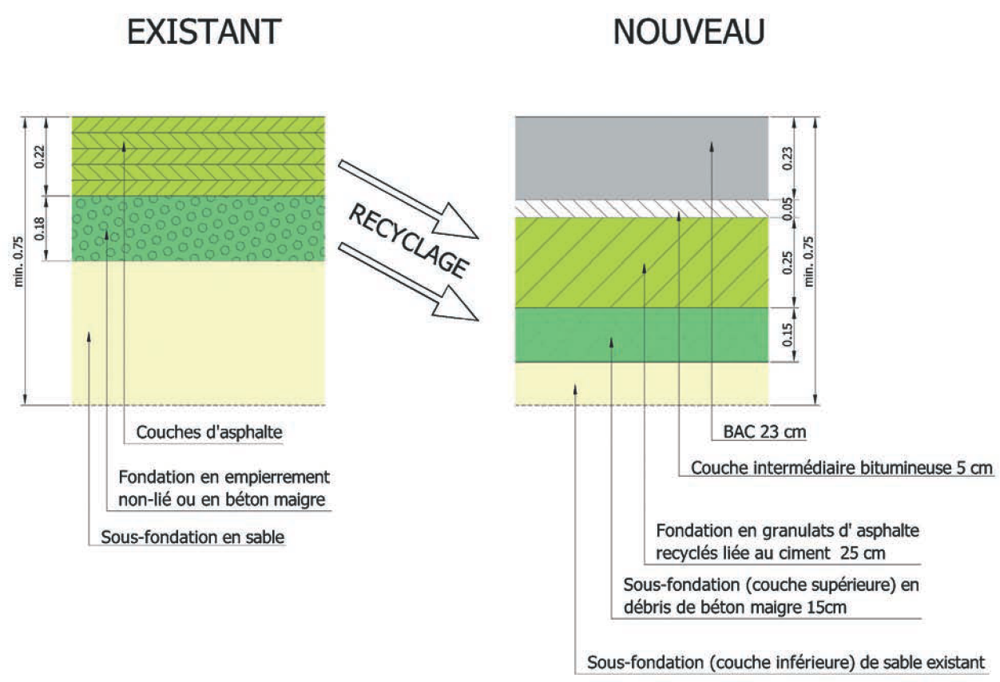 EXISTANT
NOUVEAU
0.22
0.18
min. 0.75
RECYCLAGE
0.23
0.05
0.25
0.15
min. 0.75
Couches d'asphalte
Fondation en empierrement
non-lié ou en béton maigre
Sous-fondation en sable
BAC 23 cm
Couche intermédiaire bitumineuse 5 cm
Fondation en granulats d' asphalte
recyclés liée au ciment 25 cm
Sous-fondation (couche supérieure) en
débris de béton maigre 15cm
Sous-fondation (couche inférieure) de sable existant